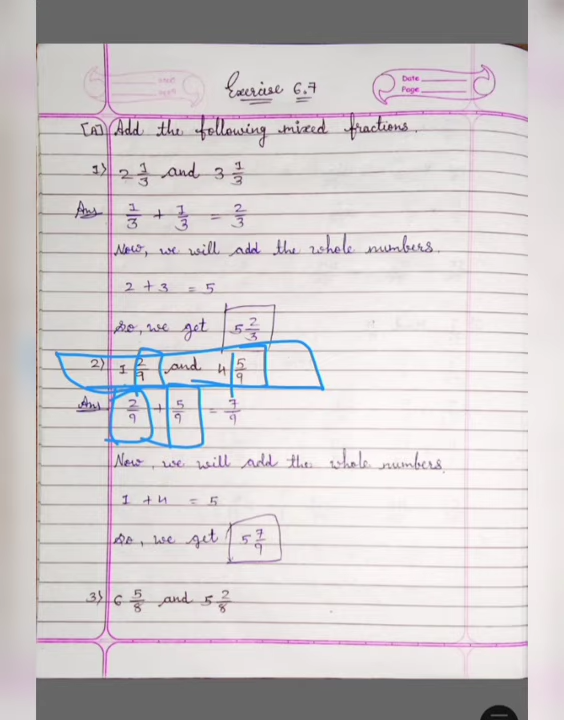 Exercise 6.7
Date
Page
[A] Add the following mixed fractions.
1) 2 1/3 and 3 1/3
Ans 1/3 + 1/3 = 2/3
Now, we will add the whole numbers.
2 + 3 = 5
So, we get 5 2/3
2) 1 2/9 and 4 5/9
Ans 2/9 + 5/9 = 7/9
Now, we will add the whole numbers.
1 + 4 = 5
So, we get 5 7/9
3) 6 5/8 and 5 2/8